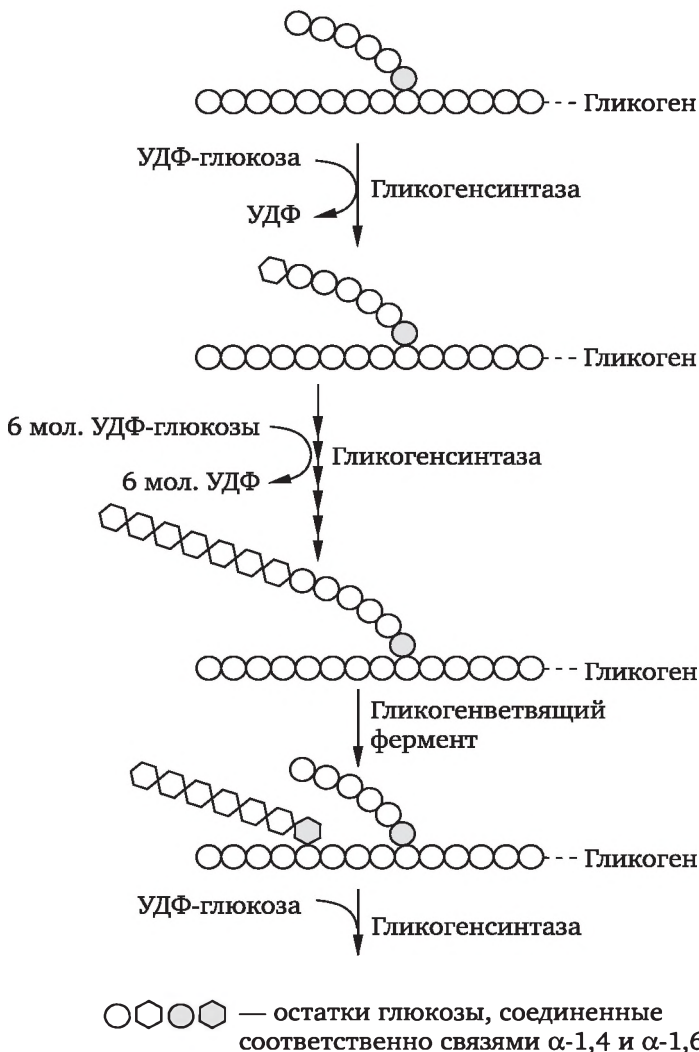 Гликоген
УДФ-глюкоза
Гликогенсинтаза
УДФ
Гликоген
6 мол. УДФ-глюкозы
Гликогенсинтаза
6 мол. УДФ
Гликоген
Гликогенветвящий
фермент
Гликоген
УДФ-глюкоза
Гликогенсинтаза
— остатки глюкозы, соединенные
соответственно связями α-1,4 и α-1,6